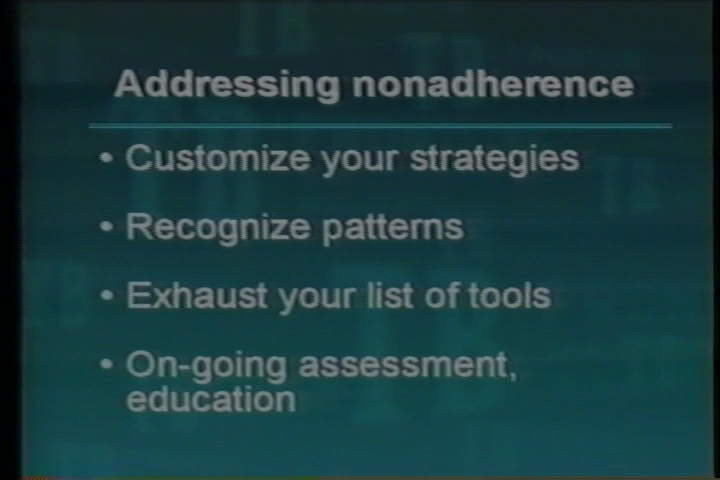 Addressing nonadherence
• Customize your strategies
• Recognize patterns
• Exhaust your list of tools
• On-going assessment,
education